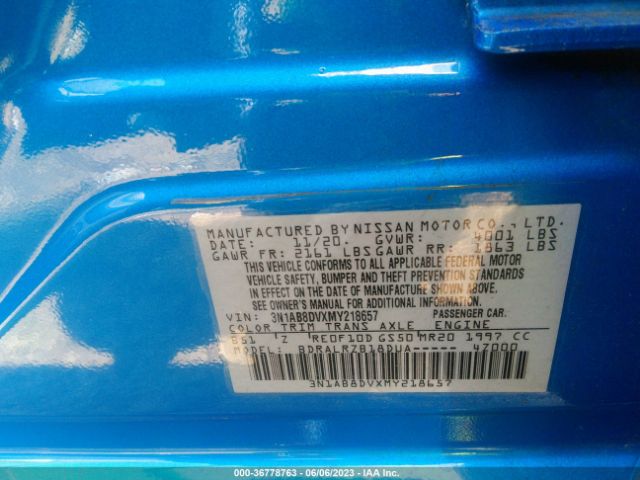 MANUFACTURED BY NISSAN MOTOR CO., LTD.
DATE: 11/20. GVWR: 4001 LBS
GAWR FR: 2161 LBS GAWR RR: 1863 LBS
THIS VEHICLE CONFORMS TO ALL APPLICABLE FEDERAL MOTOR
VEHICLE SAFETY, BUMPER AND THEFT PREVENTION STANDARDS
IN EFFECT ON THE DATE OF MANUFACTURE SHOWN ABOVE.
SEE OWNER'S MANUAL FOR ADDITIONAL INFORMATION.
VIN: 3N1AB8DVXMY218657 PASSENGER CAR.
COLOR TRIM TRANS AXLE ENGINE
B51 Z RE0F10D GS50 MR20 1997 CC
MODEL: BDRALRZB18DUA----- 47000
3N1AB8DVXMY218657
000-36778763 - 06/06/2023 - IAA Inc.